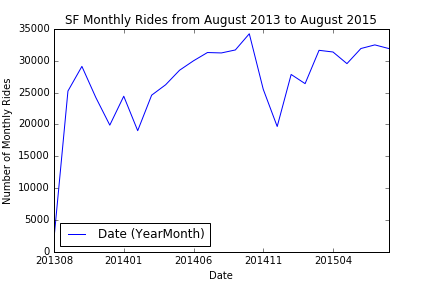 SF Monthly Rides from August 2013 to August 2015
35000
30000
25000
20000
15000
10000
5000
0
Number of Monthly Rides
Date (YearMonth)
201308 201401 201406 201411 201504
Date